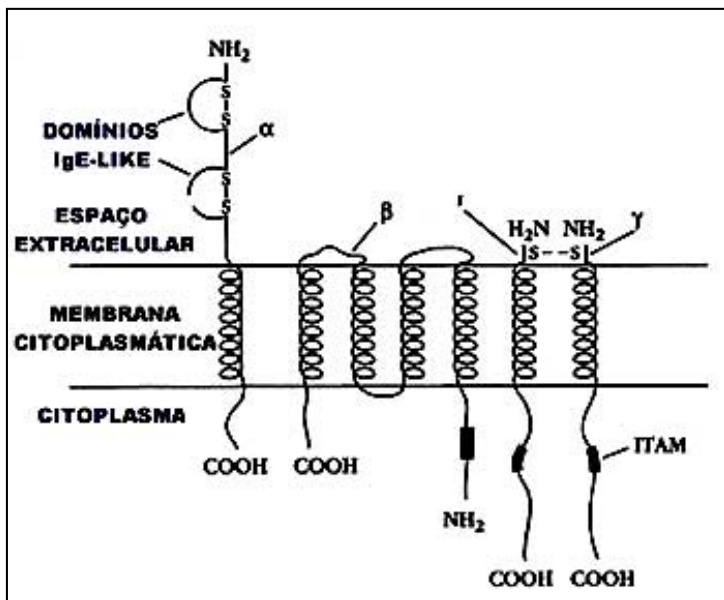 NH₂
S
S
DOMÍNIOS
IgE-LIKE
α
S
S
ESPAÇO
EXTRACELULAR
β
r
H₂N
NH₂
S---S
γ
MEMBRANA
CITOPLASMÁTICA
CITOPLASMA
COOH
COOH
ITAM
NH₂
COOH
COOH